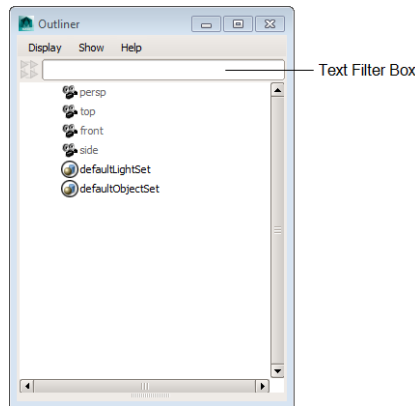 Outliner
Display Show Help
Text Filter Box
persp
top
front
side
defaultLightSet
defaultObjectSet